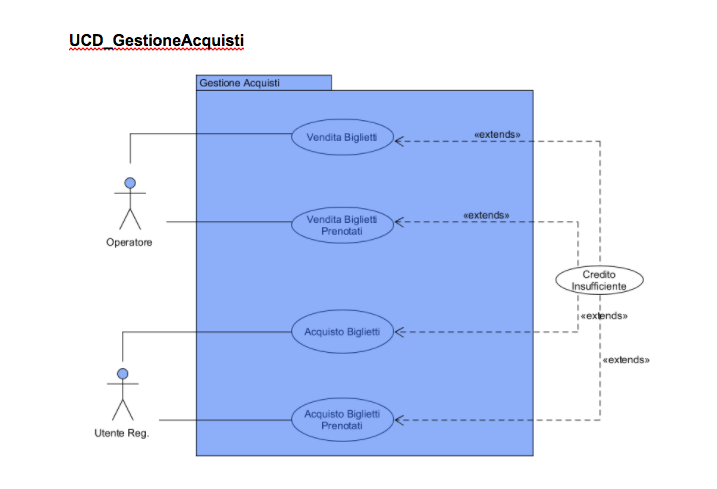 UCD_GestioneAcquisti
Gestione Acquisti
Vendita Biglietti
«extends»
Vendita Biglietti
Prenotati
«extends»
Operatore
Credito
Insufficiente
«extends»
Acquisto Biglietti
«extends»
Acquisto Biglietti
Prenotati
Utente Reg.